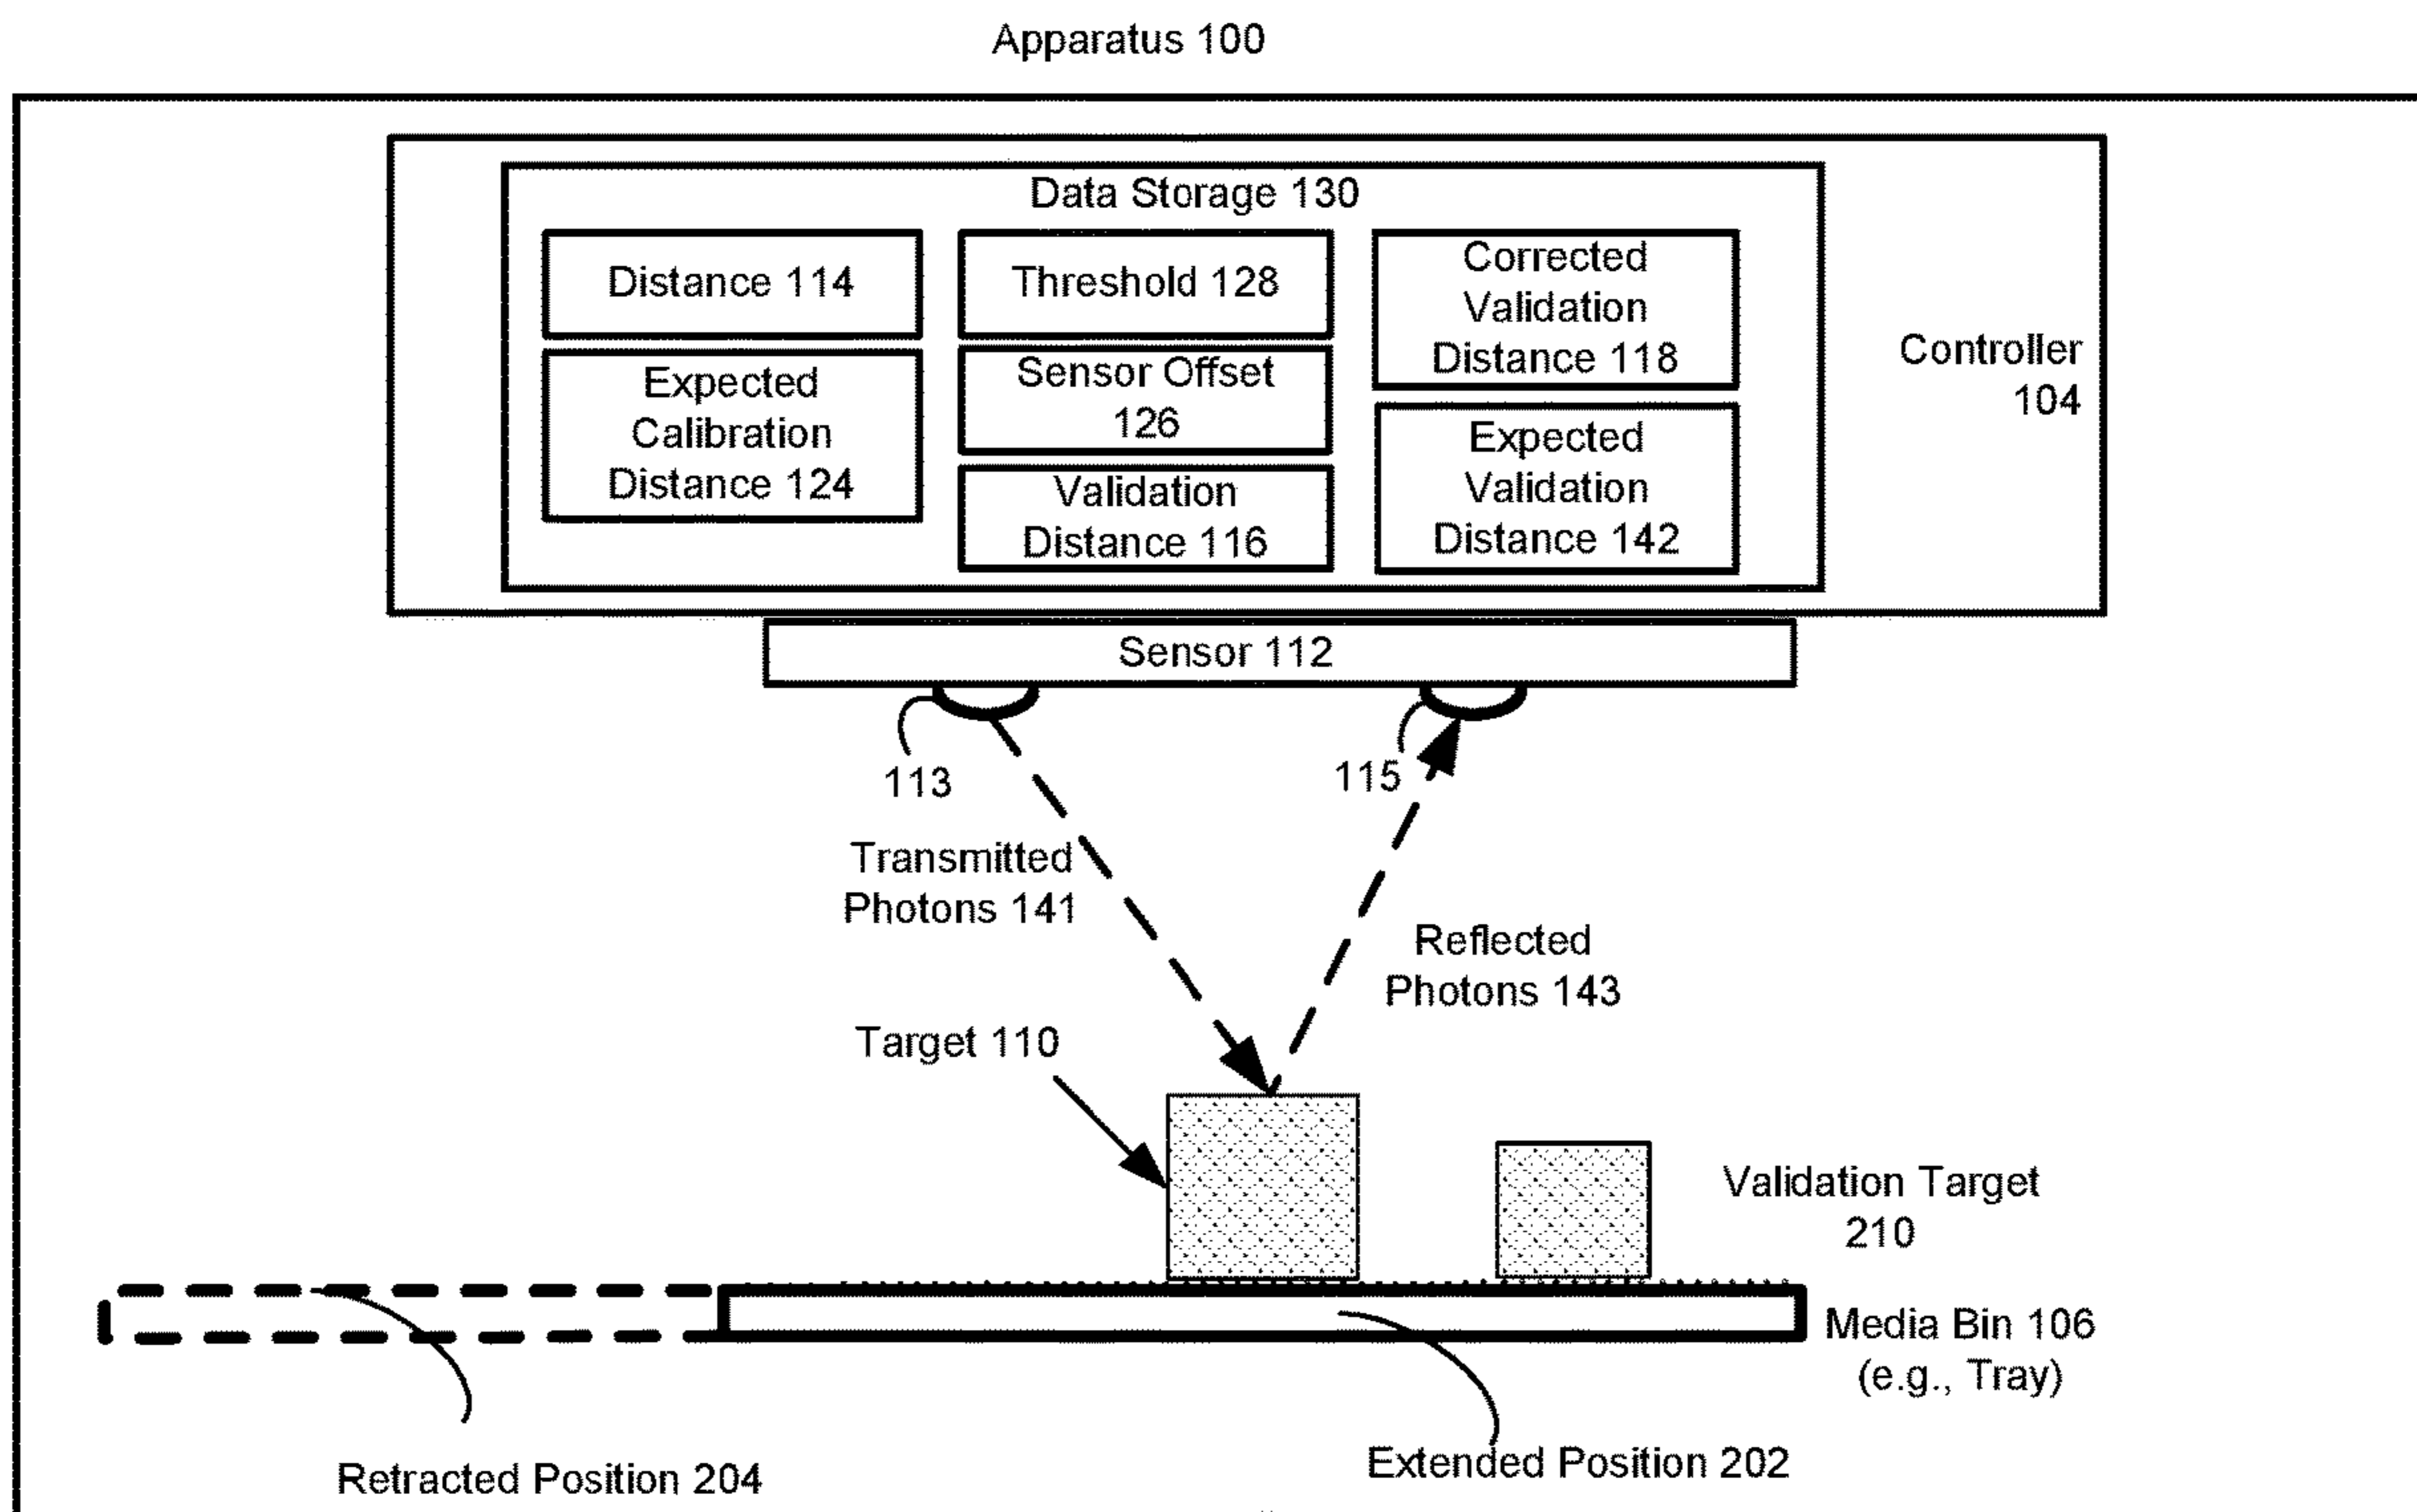 Apparatus 100
Data Storage 130
Distance 114
Expected
Calibration
Distance 124
Threshold 128
Sensor Offset
126
Validation
Distance 116
Corrected
Validation
Distance 118
Expected
Validation
Distance 142
Controller
104
Sensor 112
113
115
Transmitted
Photons 141
Reflected
Photons 143
Target 110
Validation Target
210
Media Bin 106
(e.g., Tray)
Retracted Position 204
Extended Position 202